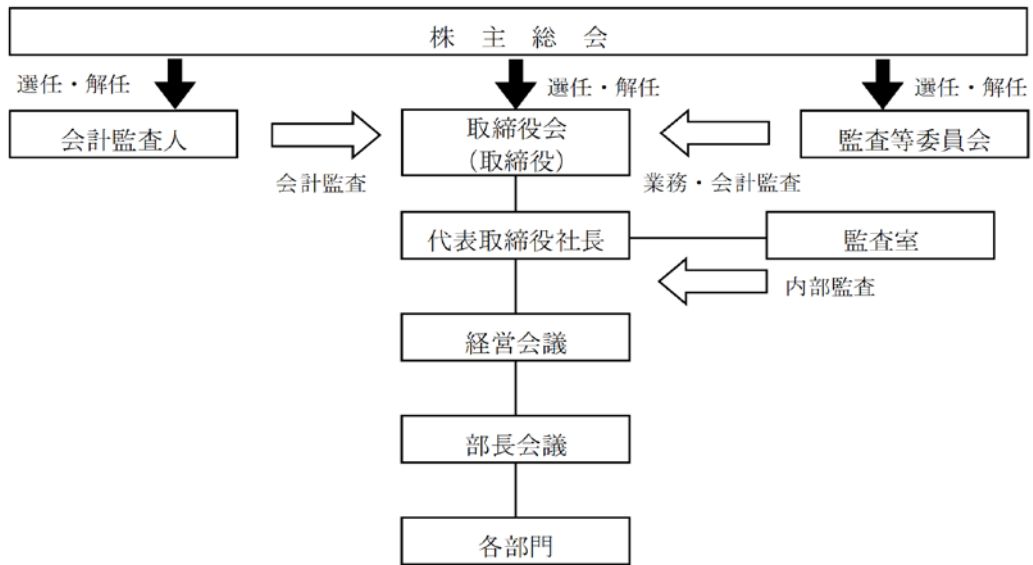 株主総会
選任・解任
選任・解任
選任・解任
会計監査人
取締役会
（取締役）
監査等委員会
会計監査
業務・会計監査
代表取締役社長
監査室
内部監査
経営会議
部長会議
各部門